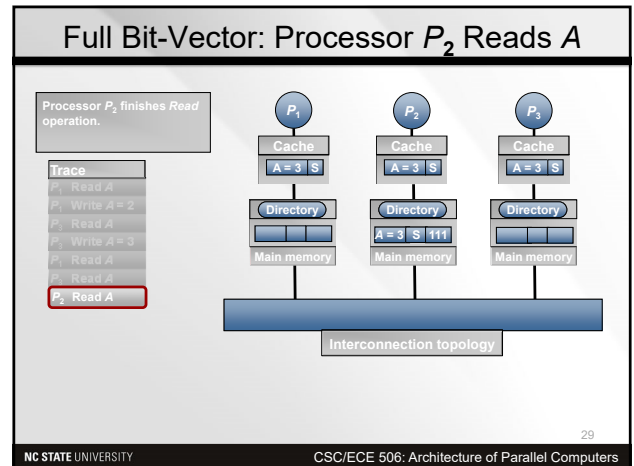 Full Bit-Vector: Processor P2 Reads A
Processor P2 finishes Read
operation.
Trace
P1 Read A
P1 Write A = 2
P3 Read A
P3 Write A = 3
P1 Read A
P3 Read A
P2 Read A
P1 P2 P3
Cache Cache Cache
A = 3 S A = 3 S A = 3 S
Directory Directory Directory
A = 3 S 111
Main memory Main memory Main memory
Interconnection topology
29
NC STATE UNIVERSITY CSC/ECE 506: Architecture of Parallel Computers